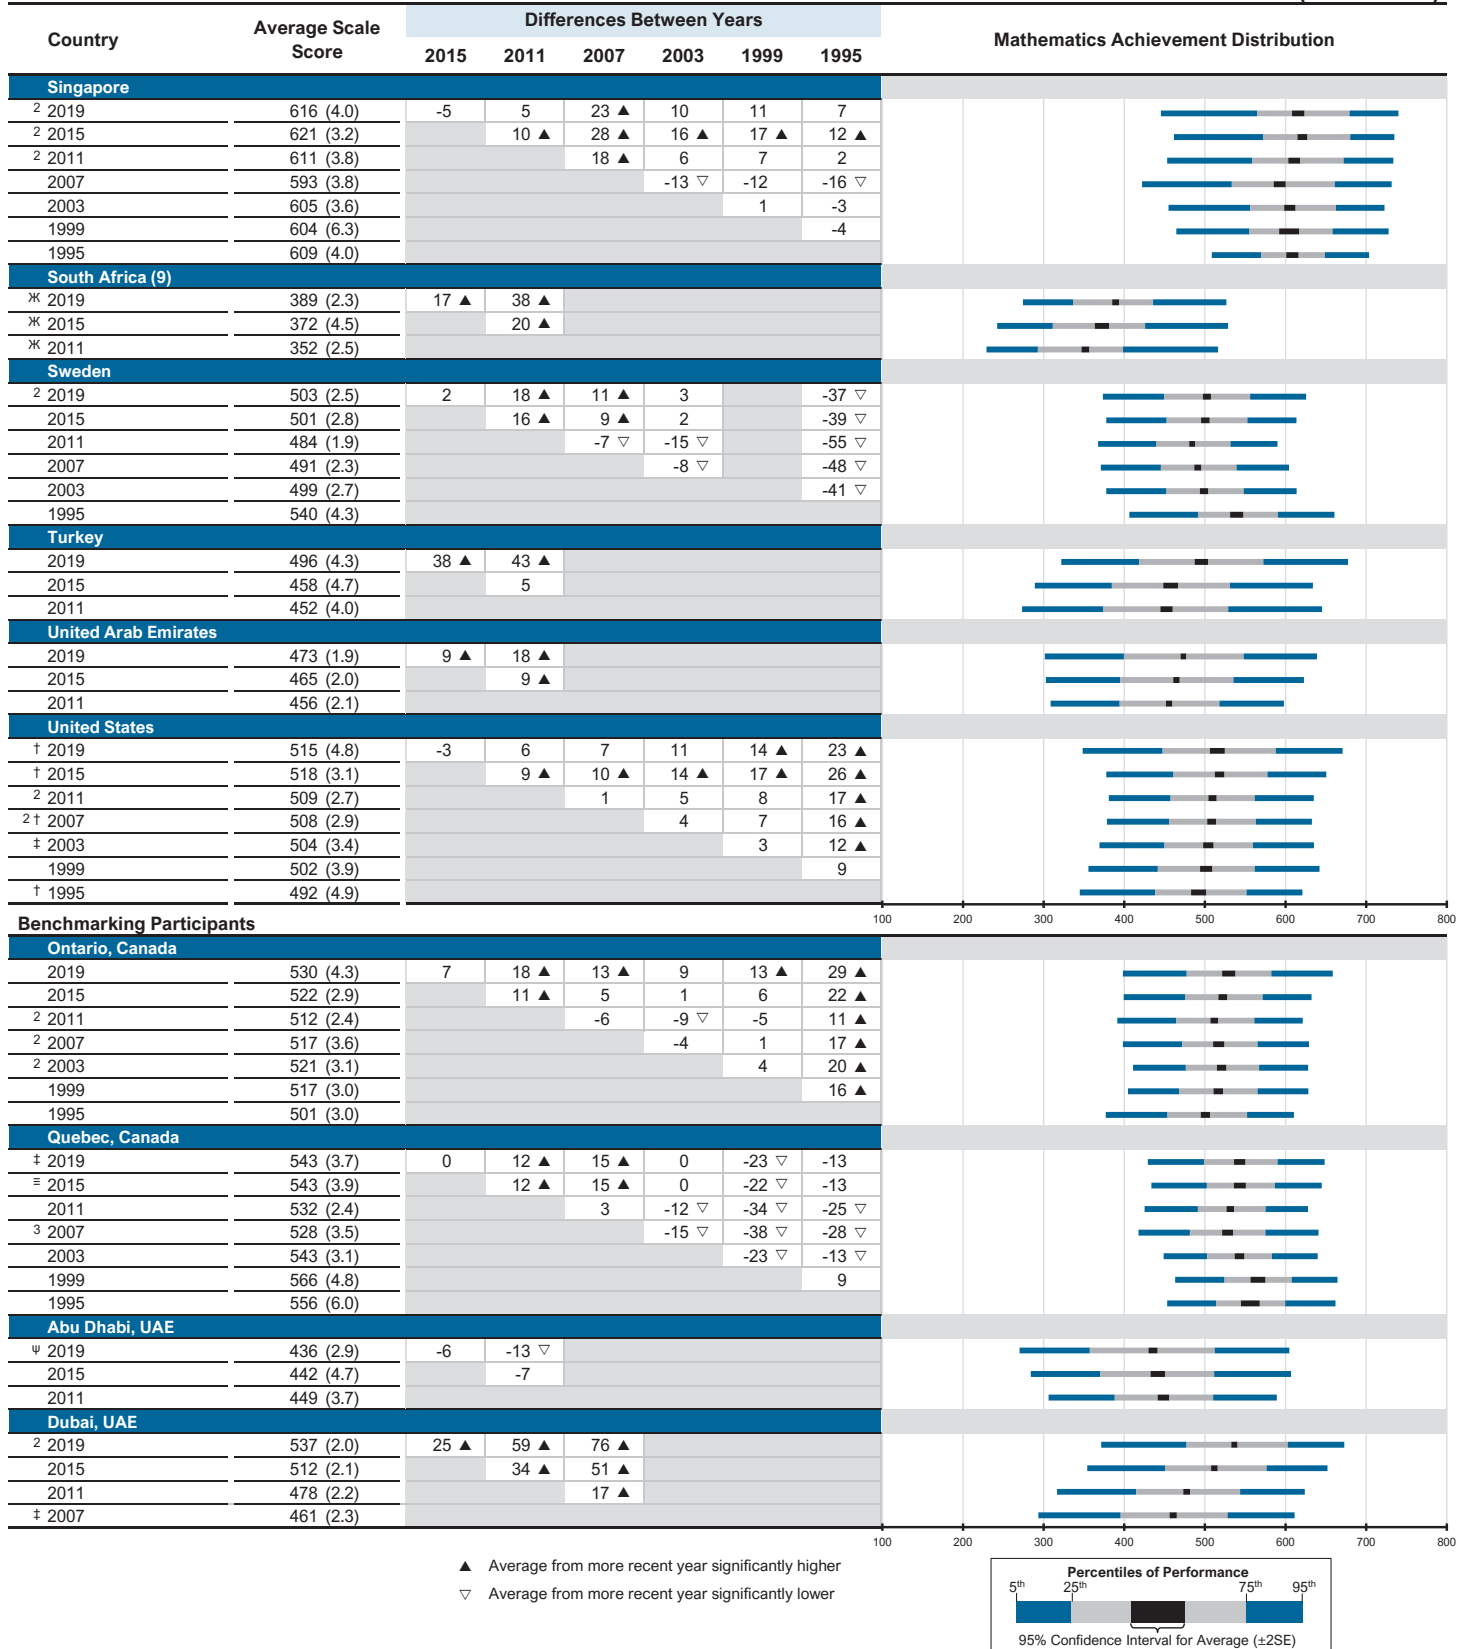 Country Average Scale Score Differences Between Years Mathematics Achievement Distribution
2015 2011 2007 2003 1999 1995
Singapore
2 2019 616 (4.0) -5 5 23 ▲ 10 11 7
2 2015 621 (3.2) 10 ▲ 28 ▲ 16 ▲ 17 ▲ 12 ▲
2 2011 611 (3.8) 18 ▲ 6 7 2
2007 593 (3.8) -13 ▽ -12 -16 ▽
2003 605 (3.6) 1 -3
1999 604 (6.3) -4
1995 609 (4.0)
South Africa (9)
Ж 2019 389 (2.3) 17 ▲ 38 ▲
Ж 2015 372 (4.5) 20 ▲
Ж 2011 352 (2.5)
Sweden
2 2019 503 (2.5) 2 18 ▲ 11 ▲ 3 -37 ▽
2015 501 (2.8) 16 ▲ 9 ▲ 2 -39 ▽
2011 484 (1.9) -7 ▽ -15 ▽ -55 ▽
2007 491 (2.3) -8 ▽ -48 ▽
2003 499 (2.7) -41 ▽
1995 540 (4.3)
Turkey
2019 496 (4.3) 38 ▲ 43 ▲
2015 458 (4.7) 5
2011 452 (4.0)
United Arab Emirates
2019 473 (1.9) 9 ▲ 18 ▲
2015 465 (2.0) 9 ▲
2011 456 (2.1)
United States
† 2019 515 (4.8) -3 6 7 11 14 ▲ 23 ▲
† 2015 518 (3.1) 9 ▲ 10 ▲ 14 ▲ 17 ▲ 26 ▲
2 2011 509 (2.7) 1 5 8 17 ▲
2 † 2007 508 (2.9) 4 7 16 ▲
‡ 2003 504 (3.4) 3 12 ▲
1999 502 (3.9) 9
† 1995 492 (4.9)
100 200 300 400 500 600 700 800
Benchmarking Participants
Ontario, Canada
2019 530 (4.3) 7 18 ▲ 13 ▲ 9 13 ▲ 29 ▲
2015 522 (2.9) 11 ▲ 5 1 6 22 ▲
2 2011 512 (2.4) -6 -9 ▽ -5 11 ▲
2 2007 517 (3.6) -4 1 17 ▲
2 2003 521 (3.1) 4 20 ▲
1999 517 (3.0) 16 ▲
1995 501 (3.0)
Quebec, Canada
‡ 2019 543 (3.7) 0 12 ▲ 15 ▲ 0 -23 ▽ -13
≡ 2015 543 (3.9) 12 ▲ 15 ▲ 0 -22 ▽ -13
2011 532 (2.4) 3 -12 ▽ -34 ▽ -25 ▽
3 2007 528 (3.5) -15 ▽ -38 ▽ -28 ▽
2003 543 (3.1) -23 ▽ -13 ▽
1999 566 (4.8) 9
1995 556 (6.0)
Abu Dhabi, UAE
Ψ 2019 436 (2.9) -6 -13 ▽
2015 442 (4.7) -7
2011 449 (3.7)
Dubai, UAE
2 2019 537 (2.0) 25 ▲ 59 ▲ 76 ▲
2015 512 (2.1) 34 ▲ 51 ▲
2011 478 (2.2) 17 ▲
‡ 2007 461 (2.3)
100 200 300 400 500 600 700 800
▲ Average from more recent year significantly higher
▽ Average from more recent year significantly lower
Percentiles of Performance
5th 25th 75th 95th
95% Confidence Interval for Average (±2SE)